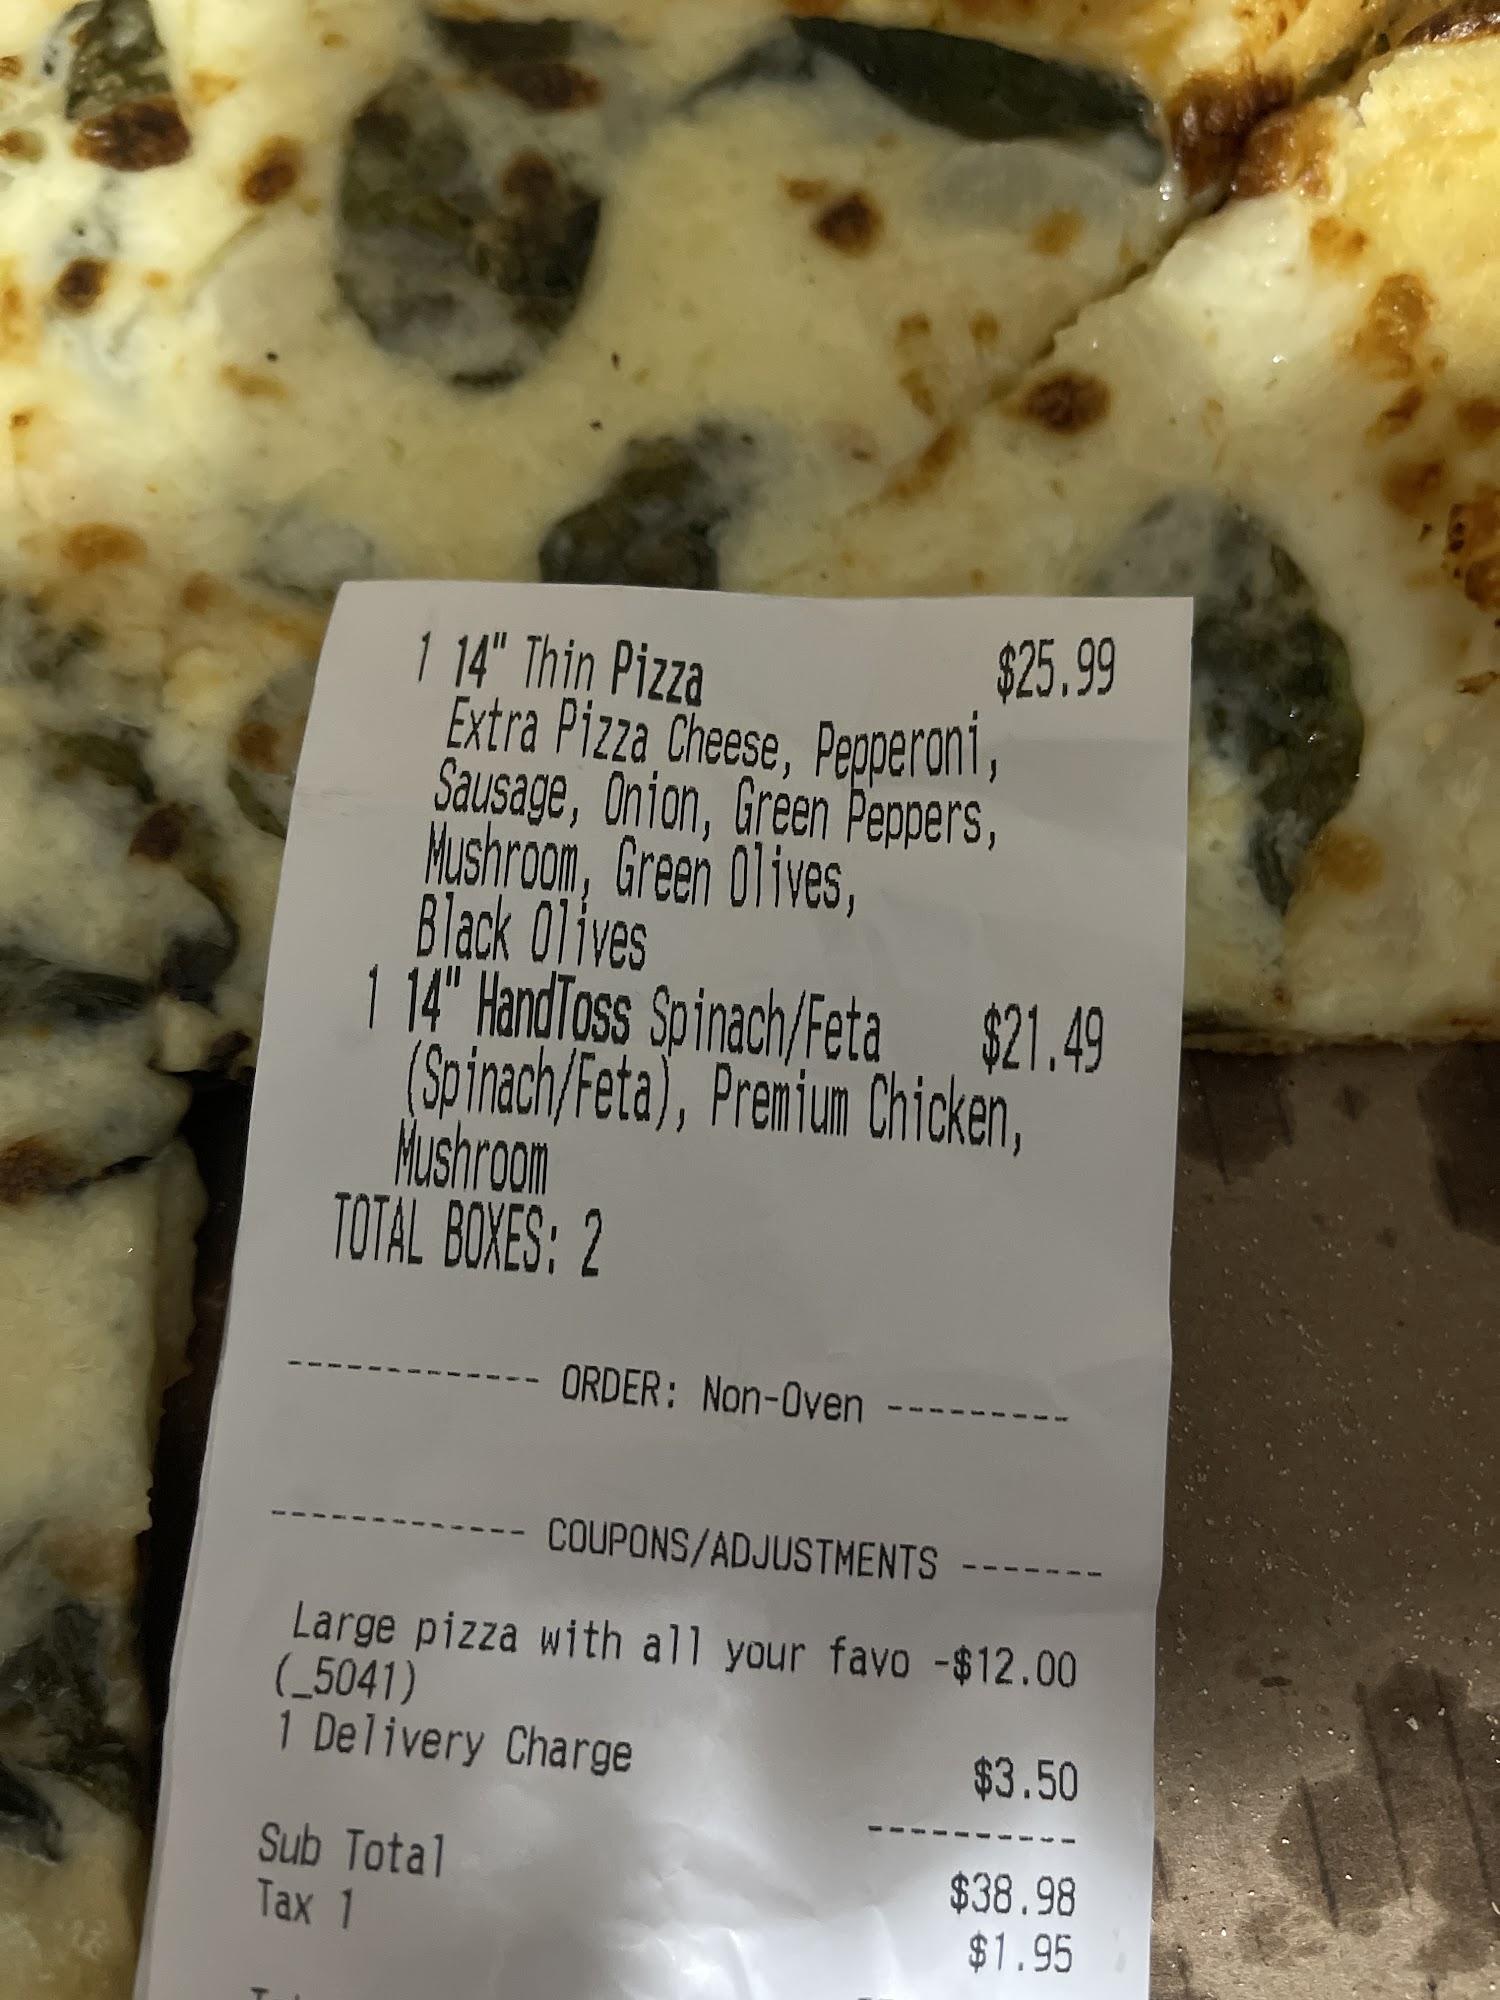 1 14" Thin Pizza $25.99
Extra Pizza Cheese, Pepperoni,
Sausage, Onion, Green Peppers,
Mushroom, Green Olives,
Black Olives
1 14" HandToss Spinach/Feta $21.49
(Spinach/Feta), Premium Chicken,
Mushroom
TOTAL BOXES: 2
------------ ORDER: Non-Oven ---------
------------- COUPONS/ADJUSTMENTS -------
Large pizza with all your favo -$12.00
(_5041)
1 Delivery Charge $3.50
----------
Sub Total $38.98
Tax 1 $1.95